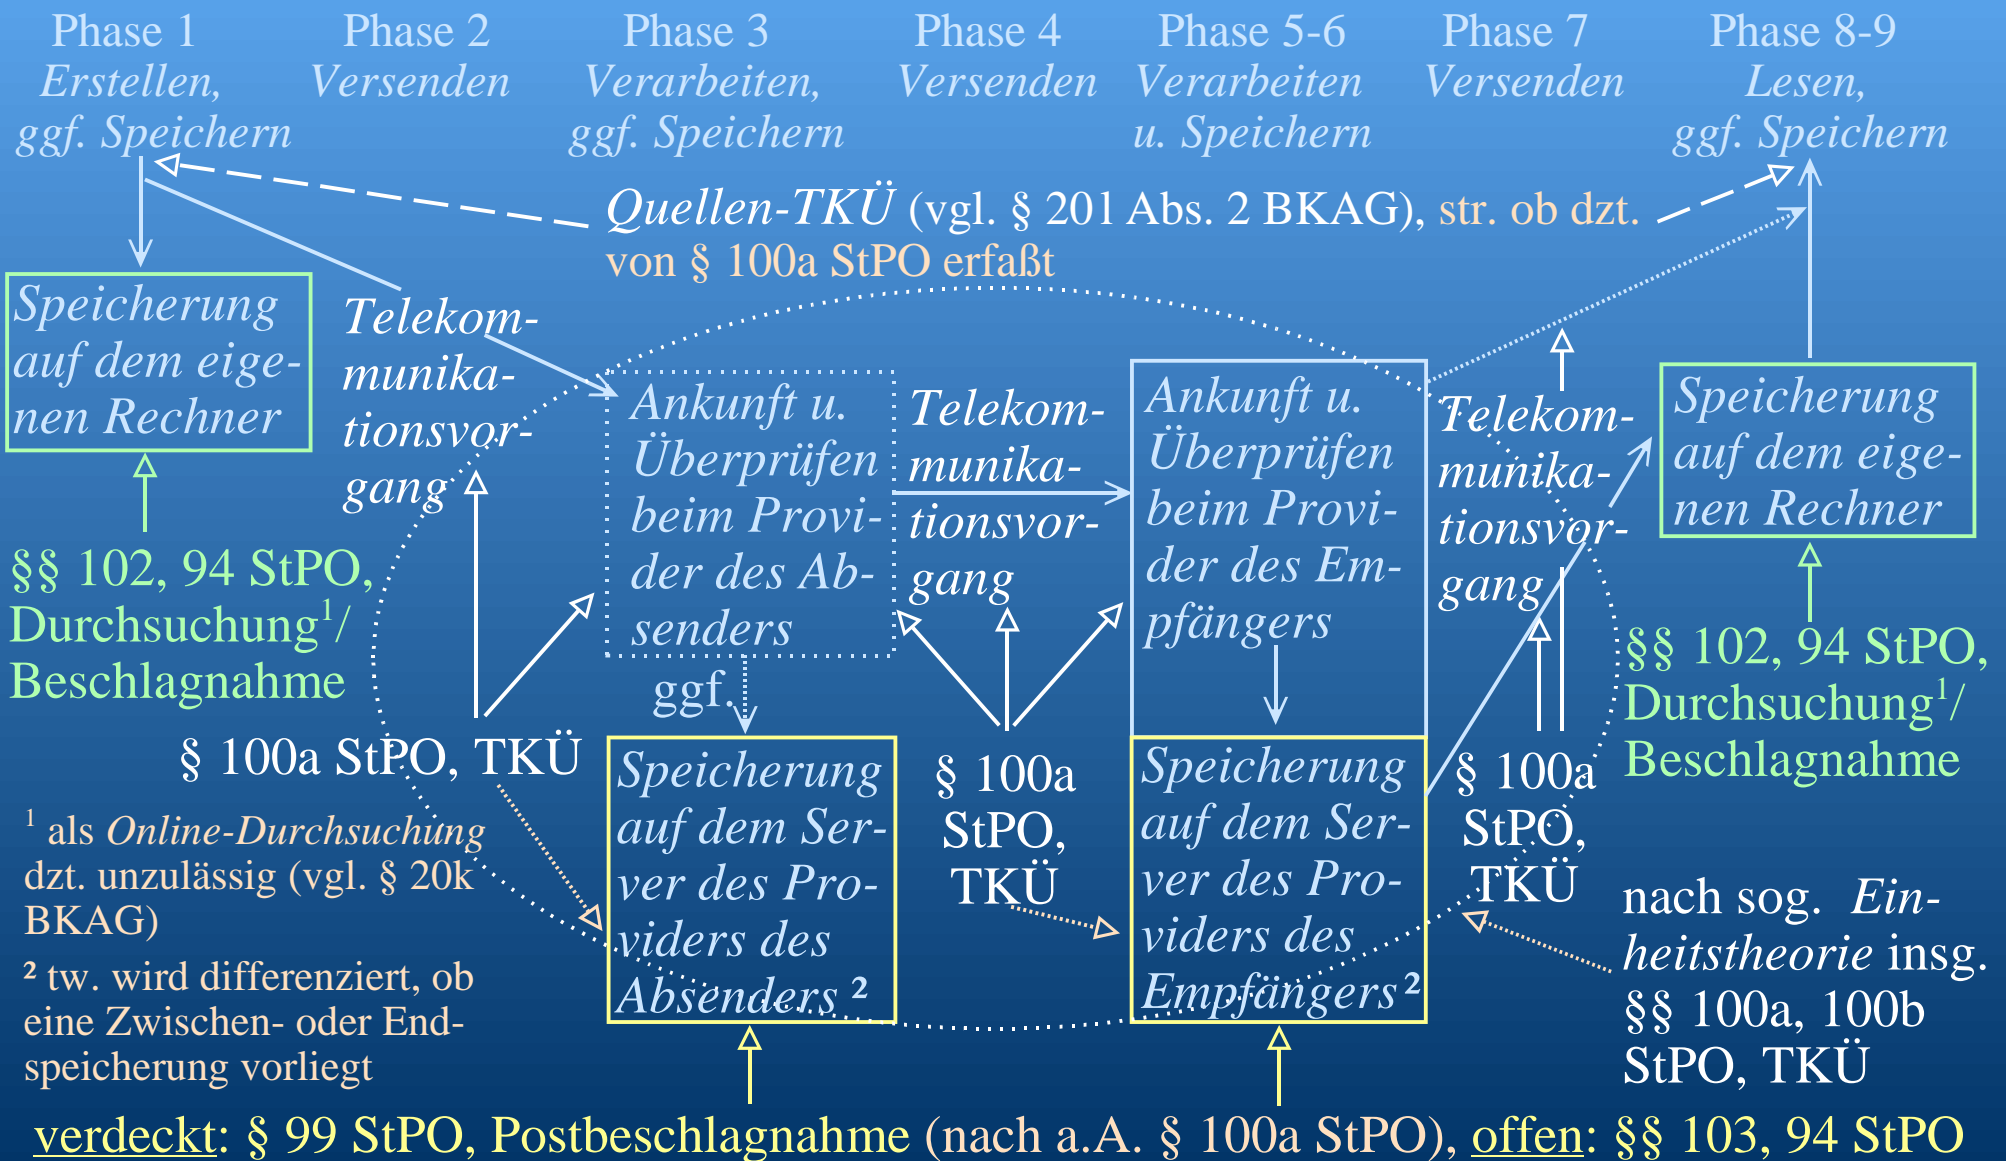 Phase 1
Erstellen,
ggf. Speichern
Phase 2
Versenden
Phase 3
Verarbeiten,
ggf. Speichern
Phase 4
Versenden
Phase 5-6
Verarbeiten
u. Speichern
Phase 7
Versenden
Phase 8-9
Lesen,
ggf. Speichern
Quellen-TKÜ (vgl. § 20l Abs. 2 BKAG), str. ob dzt.
von § 100a StPO erfaßt
Speicherung
auf dem eige-
nen Rechner
Telekom-
munika-
tionsvor-
gang
Ankunft u.
Überprüfen
beim Provi-
der des Ab-
senders
ggf.
Telekom-
munika-
tionsvor-
gang
Ankunft u.
Überprüfen
beim Provi-
der des Em-
pfängers
Telekom-
munika-
tionsvor-
gang
Speicherung
auf dem eige-
nen Rechner
§§ 102, 94 StPO,
Durchsuchung¹/
Beschlagnahme
§ 100a StPO, TKÜ
Speicherung
auf dem Ser-
ver des Pro-
viders des
Absenders ²
§ 100a
StPO,
TKÜ
Speicherung
auf dem Ser-
ver des Pro-
viders des
Empfängers ²
§ 100a
StPO,
TKÜ
§§ 102, 94 StPO,
Durchsuchung¹/
Beschlagnahme
¹ als Online-Durchsuchung
dzt. unzulässig (vgl. § 20k
BKAG)
² tw. wird differenziert, ob
eine Zwischen- oder End-
speicherung vorliegt
nach sog. Ein-
heitstheorie insg.
§§ 100a, 100b
StPO, TKÜ
verdeckt: § 99 StPO, Postbeschlagnahme (nach a.A. § 100a StPO), offen: §§ 103, 94 StPO